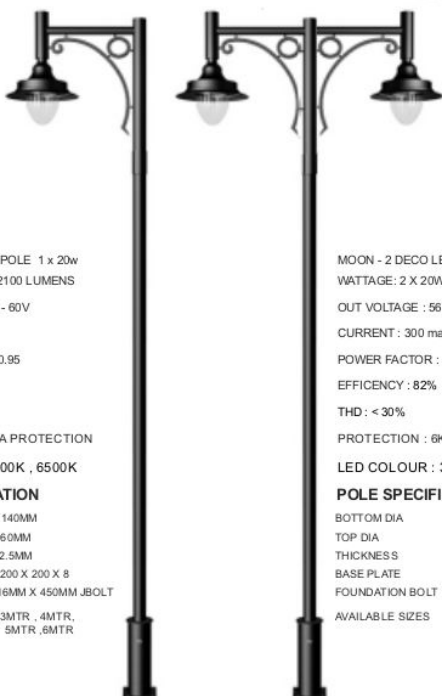 POLE 1 x 20w
2100 LUMENS
- 60V
0.95
A PROTECTION
00K , 6500K
ATION
140MM
60MM
2.5MM
200 X 200 X 8
16MM X 450MM JBOLT
3MTR , 4MTR,
5MTR ,6MTR
MOON - 2 DECO LE
WATTAGE: 2 X 20W
OUT VOLTAGE : 56
CURRENT : 300 ma
POWER FACTOR :
EFFICENCY : 82%
THD : < 30%
PROTECTION : 6K
LED COLOUR : 3
POLE SPECIFI
BOTTOM DIA
TOP DIA
THICKNESS
BASE PLATE
FOUNDATION BOLT
AVAILABLE SIZES